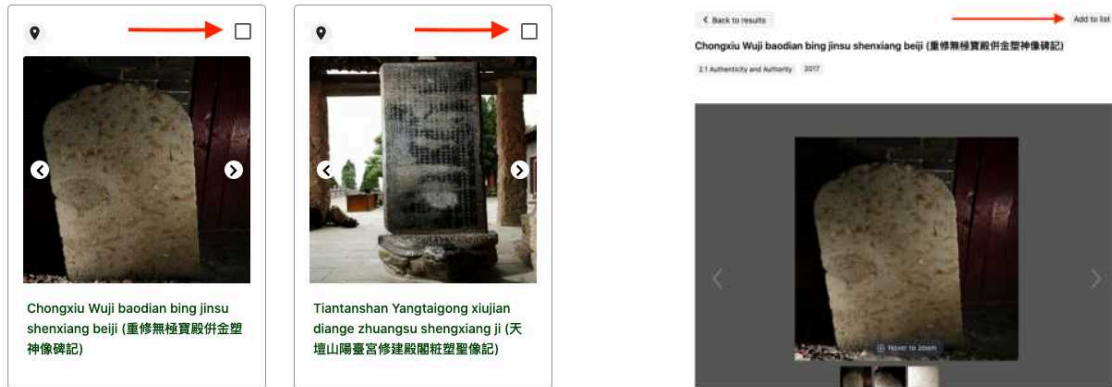 Chongxiu Wuji baodian bing jinsu
shenxiang beiji (重修無極寶殿併金塑
神像碑記)
Tiantanshan Yangtaigong xiujian
diange zhuangsu shengxiang ji (天
壇山陽臺宮修建殿閣粧塑聖像記)
Back to results
Add to list
Chongxiu Wuji baodian bing jinsu shenxiang beiji (重修無極寶殿併金塑神像碑記)
2.1 Authenticity and Authority 2017
Hover to zoom